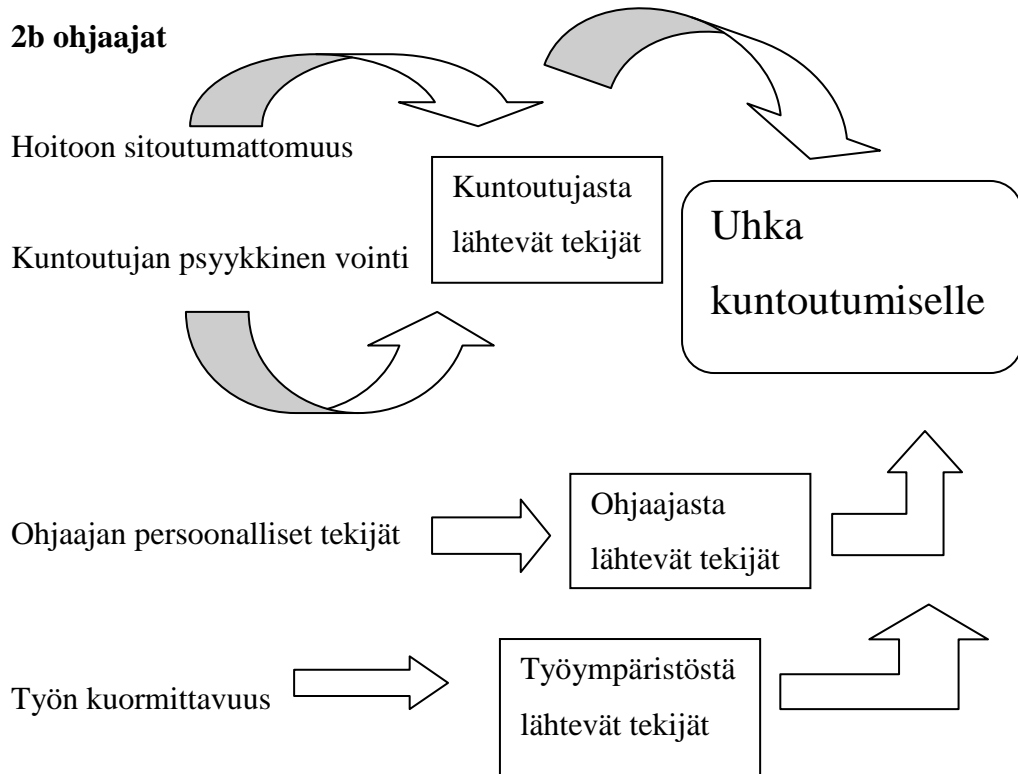 2b ohjaajat
Hoitoon sitoutumattomuus
Kuntoutujan psyykkinen vointi
Kuntoutujasta
lähtevät tekijät
Uhka
kuntoutumiselle
Ohjaajan persoonalliset tekijät
Ohjaajasta
lähtevät tekijät
Työn kuormittavuus
Työympäristöstä
lähtevät tekijät